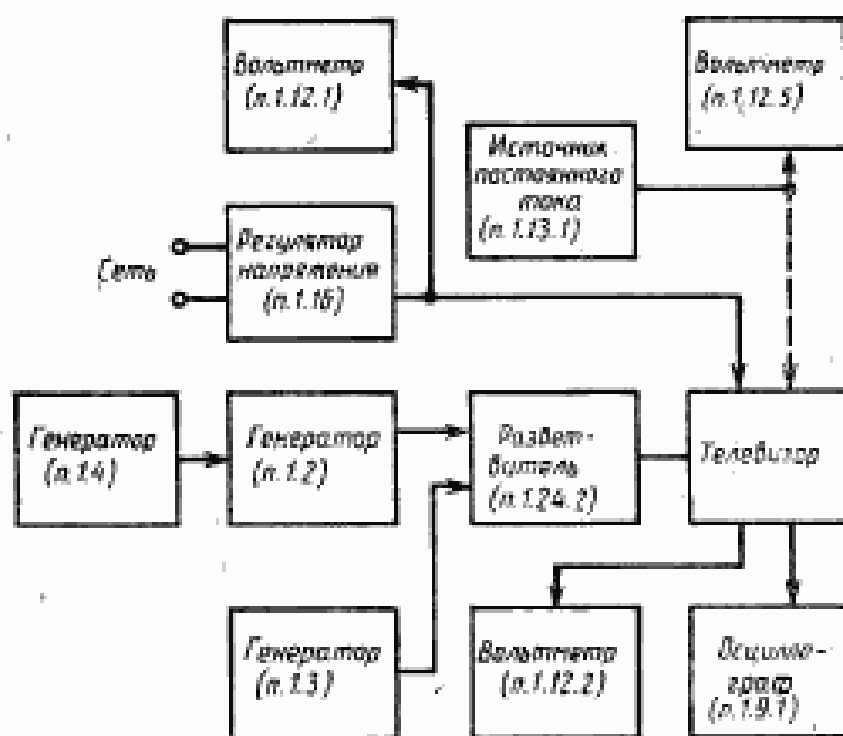 Вольтметр
(п.1.12.1)
Вольтметр
(п.1.12.5)
Источник
постоянного
тока
(п.1.13.1)
Сеть
Регулятор
напряжения
(п.1.16)
Генератор
(п.1.4)
Генератор
(п.1.2)
Развет-
витель
(п.1.24.2)
Телевизор
Генератор
(п.1.3)
Вольтметр
(п.1.12.2)
Осцилло-
граф
(п.1.9.1)